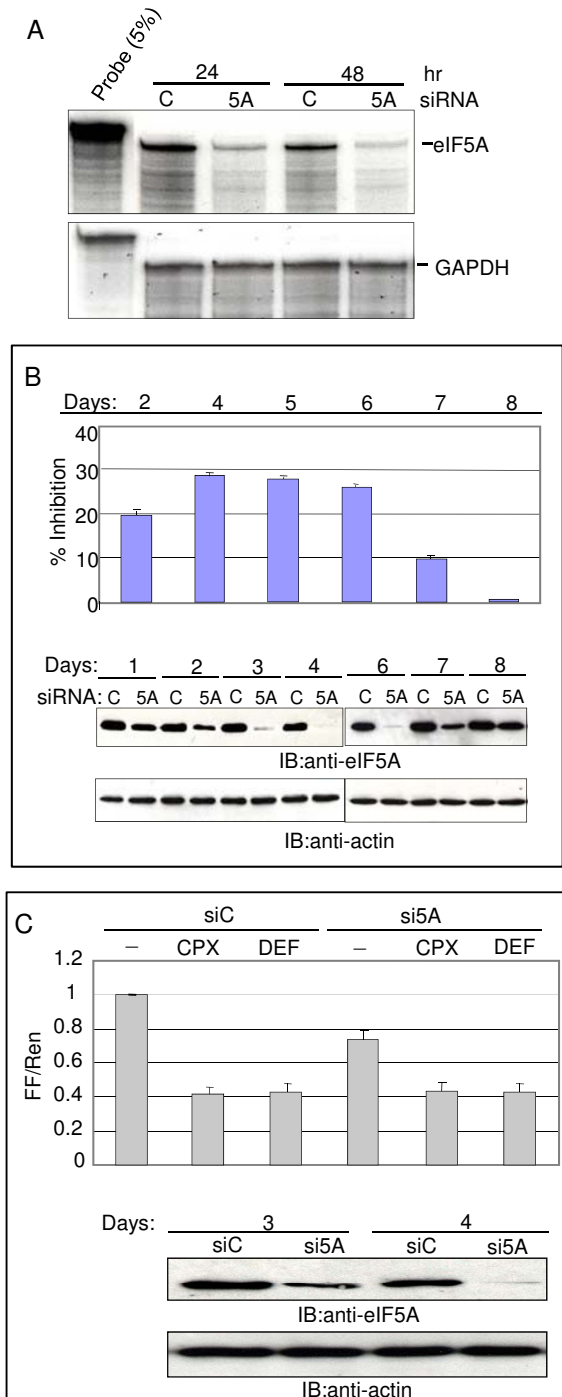 A
Probe (5%)
24 48 hr
C 5A C 5A siRNA
eIF5A
GAPDH
B
Days: 2 4 5 6 7 8
40
30
20
10
0
% Inhibition
Days: 1 2 3 4 6 7 8
siRNA: C 5A C 5A C 5A C 5A C 5A C 5A C 5A
IB:anti-eIF5A
IB:anti-actin
C
siC si5A
– CPX DEF – CPX DEF
1.2
1
0.8
0.6
0.4
0.2
0
FF/Ren
Days: 3 4
siC si5A siC si5A
IB:anti-eIF5A
IB:anti-actin